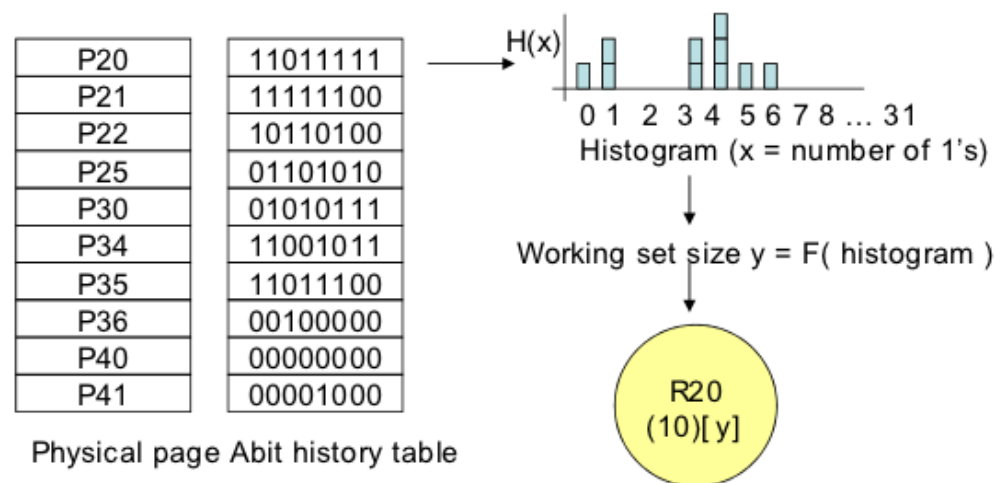 P20 11011111
P21 11111100
P22 10110100
P25 01101010
P30 01010111
P34 11001011
P35 11011100
P36 00100000
P40 00000000
P41 00001000
Physical page Abit history table
H(x)
0 1 2 3 4 5 6 7 8 ... 31
Histogram (x = number of 1's)
Working set size y = F( histogram )
R20
(10)[ y]